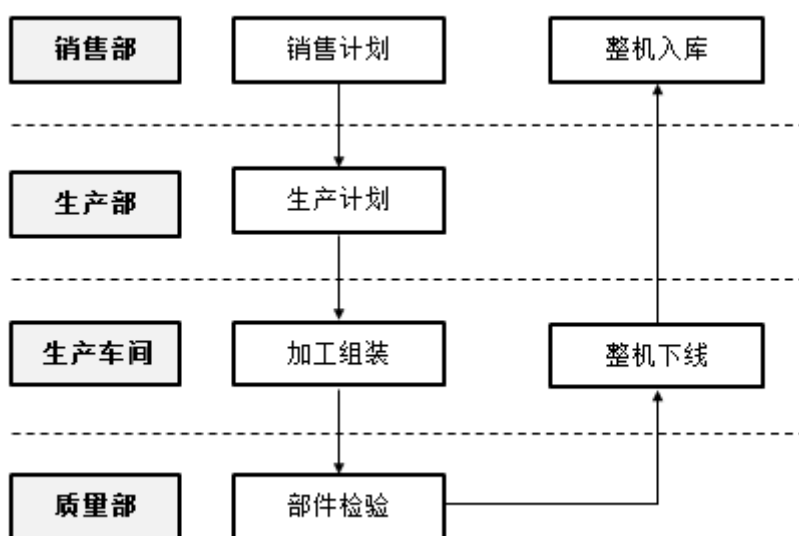 销售部
销售计划
整机入库
生产部
生产计划
生产车间
加工组装
整机下线
质量部
部件检验